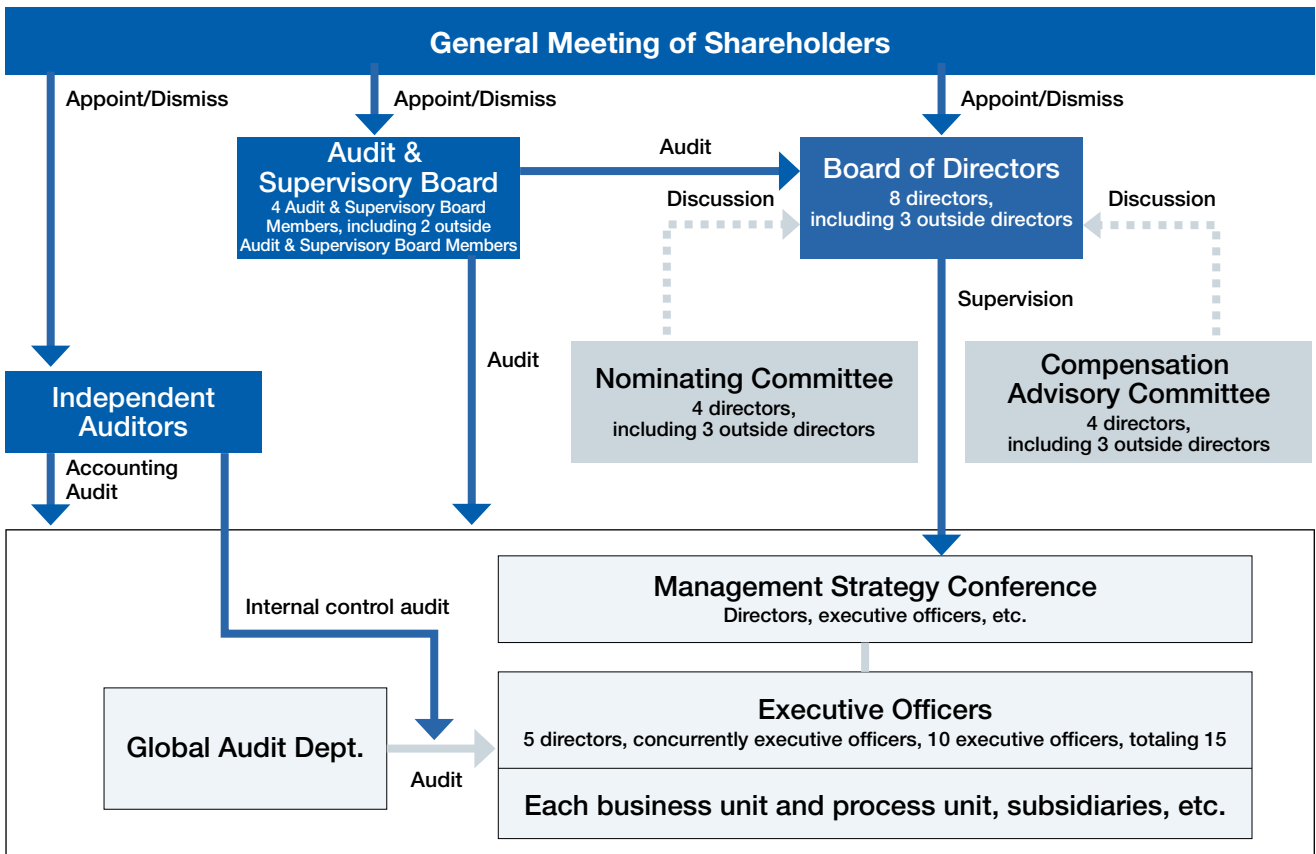 General Meeting of Shareholders
Appoint/Dismiss
Appoint/Dismiss
Appoint/Dismiss
Audit &
Supervisory Board
4 Audit & Supervisory Board
Members, including 2 outside
Audit & Supervisory Board Members
Audit
Board of Directors
8 directors,
including 3 outside directors
Discussion
Discussion
Supervision
Audit
Nominating Committee
4 directors,
including 3 outside directors
Compensation
Advisory Committee
4 directors,
including 3 outside directors
Independent
Auditors
Accounting
Audit
Management Strategy Conference
Directors, executive officers, etc.
Internal control audit
Global Audit Dept.
Audit
Executive Officers
5 directors, concurrently executive officers, 10 executive officers, totaling 15
Each business unit and process unit, subsidiaries, etc.